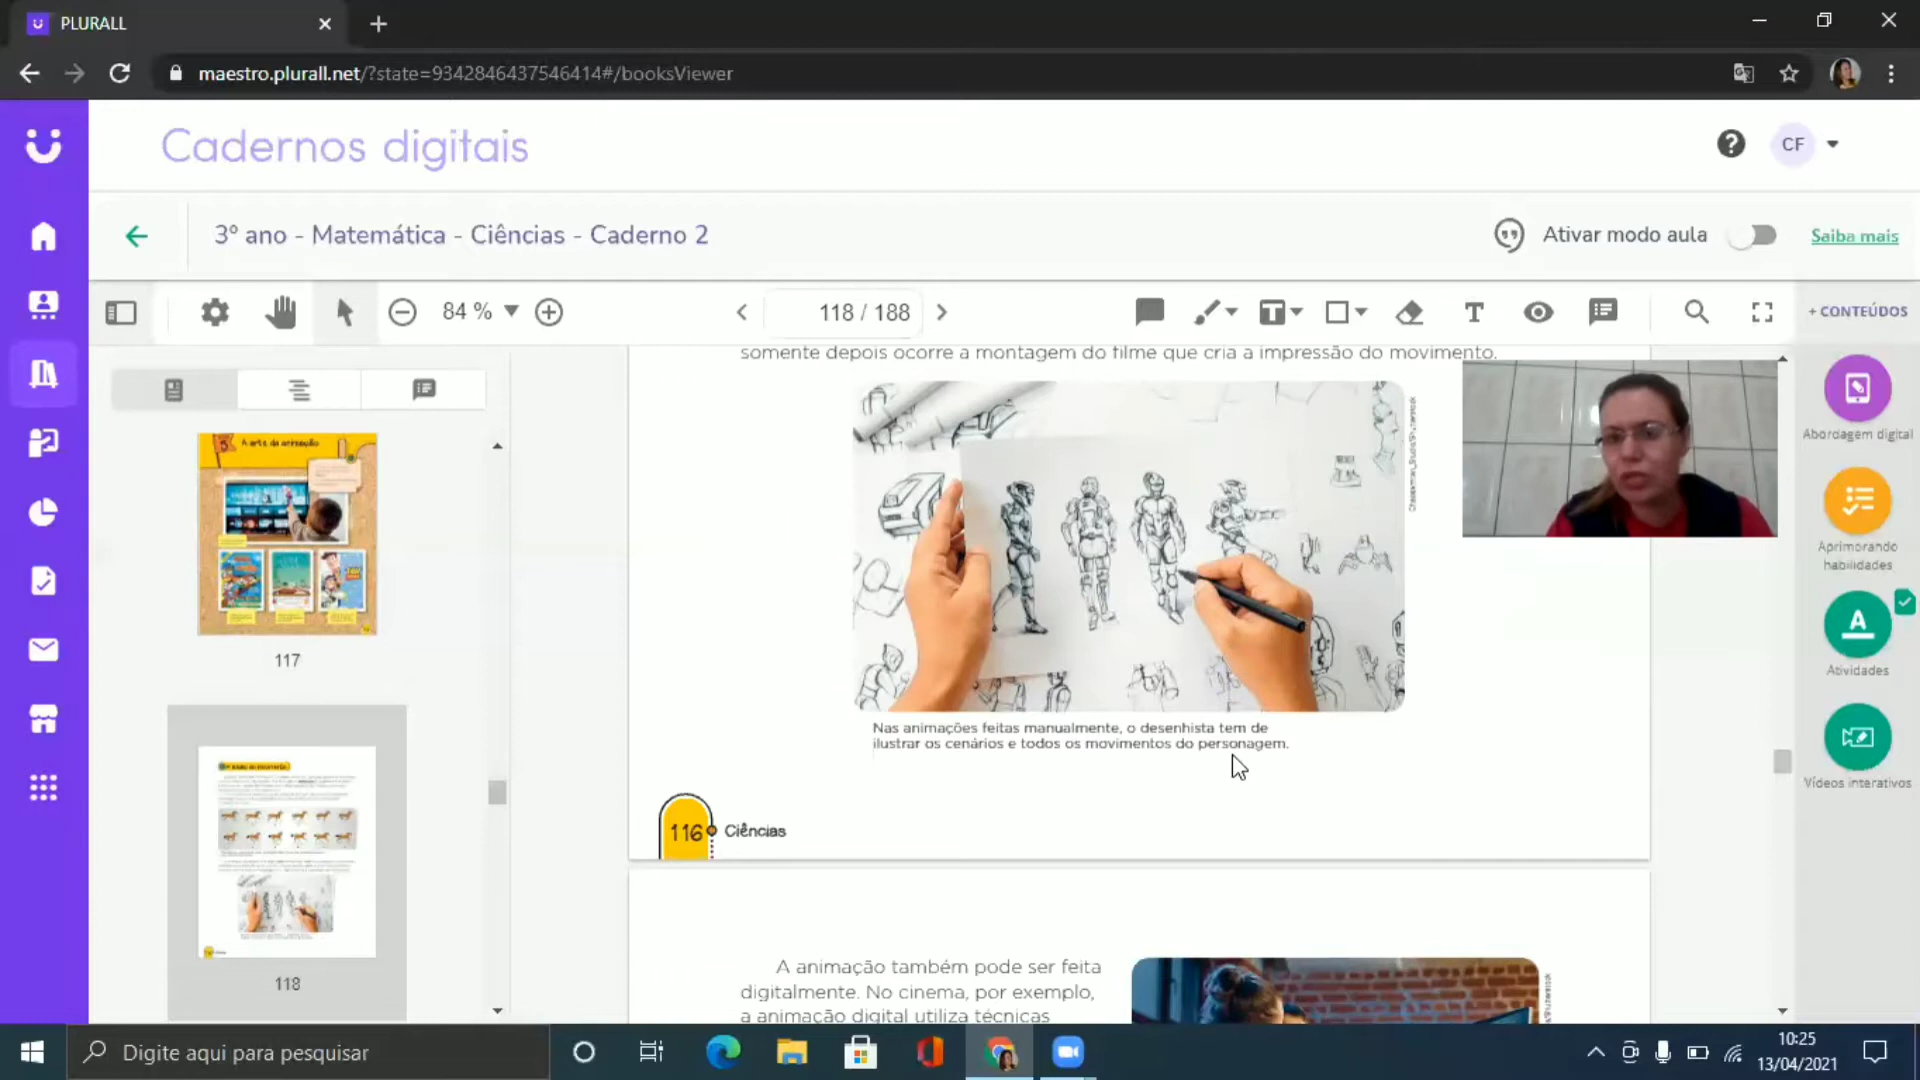 PLURALL
maestro.plurall.net/?state=9342846437546414#/booksViewer
Cadernos digitais
CF
3º ano - Matemática - Ciências - Caderno 2
Ativar modo aula
Saiba mais
84 %
118 / 188
+ CONTEÚDOS
somente depois ocorre a montagem do filme que cria a impressão do movimento.
A arte da animação
117
118
Nas animações feitas manualmente, o desenhista tem de
ilustrar os cenários e todos os movimentos do personagem.
116
Ciências
A animação também pode ser feita
digitalmente. No cinema, por exemplo,
a animação digital utiliza técnicas
Abordagem digital
Aprimorando
habilidades
Atividades
Vídeos interativos
Digite aqui para pesquisar
10:25
13/04/2021